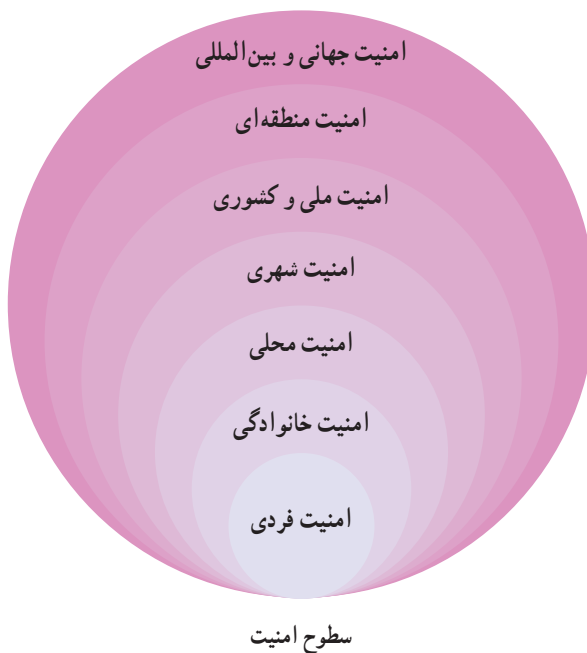 امنیت جهانی و بین‌المللی
امنیت منطقه‌ای
امنیت ملی و کشوری
امنیت شهری
امنیت محلی
امنیت خانوادگی
امنیت فردی
سطوح امنیت